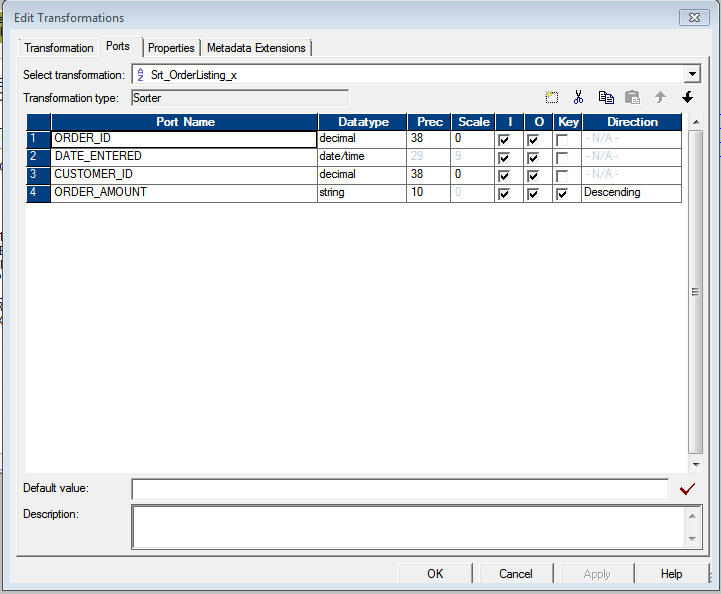 Edit Transformations
Transformation Ports Properties Metadata Extensions
Select transformation: Srt_OrderListing_x
Transformation type: Sorter
Port Name Datatype Prec Scale I O Key Direction
1 ORDER_ID decimal 38 0 - N/A -
2 DATE_ENTERED date/time 29 9 - N/A -
3 CUSTOMER_ID decimal 38 0 - N/A -
4 ORDER_AMOUNT string 10 0 Descending
Default value:
Description:
OK Cancel Apply Help